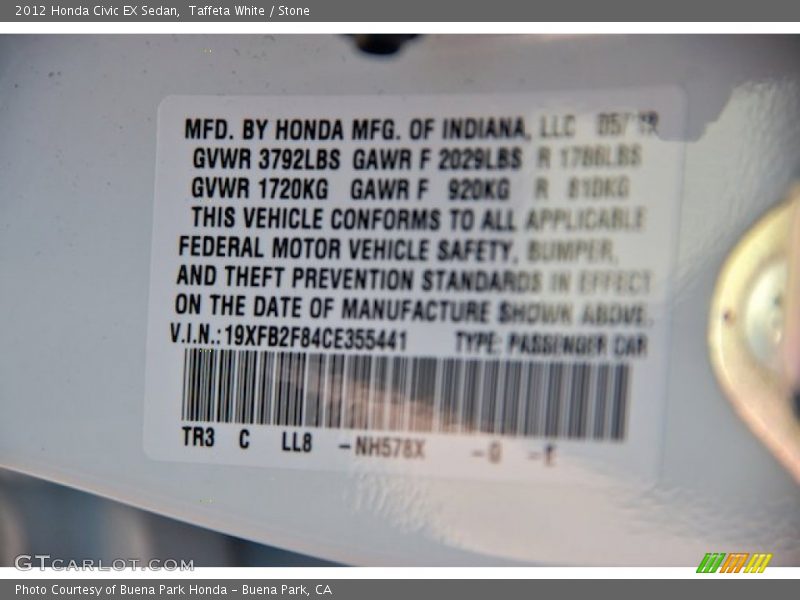 2012 Honda Civic EX Sedan, Taffeta White / Stone
MFD. BY HONDA MFG. OF INDIANA, LLC
GVWR 3792LBS GAWR F 2029LBS R 1786LBS
GVWR 1720KG GAWR F 920KG R 810KG
THIS VEHICLE CONFORMS TO ALL APPLICABLE
FEDERAL MOTOR VEHICLE SAFETY, BUMPER,
AND THEFT PREVENTION STANDARDS IN EFFECT
ON THE DATE OF MANUFACTURE SHOWN ABOVE.
V.I.N.: 19XFB2F84CE355441 TYPE: PASSENGER CAR
TR3 C LL8 -NH578X -0 -E
GTCARLOT.COM
Photo Courtesy of Buena Park Honda - Buena Park, CA